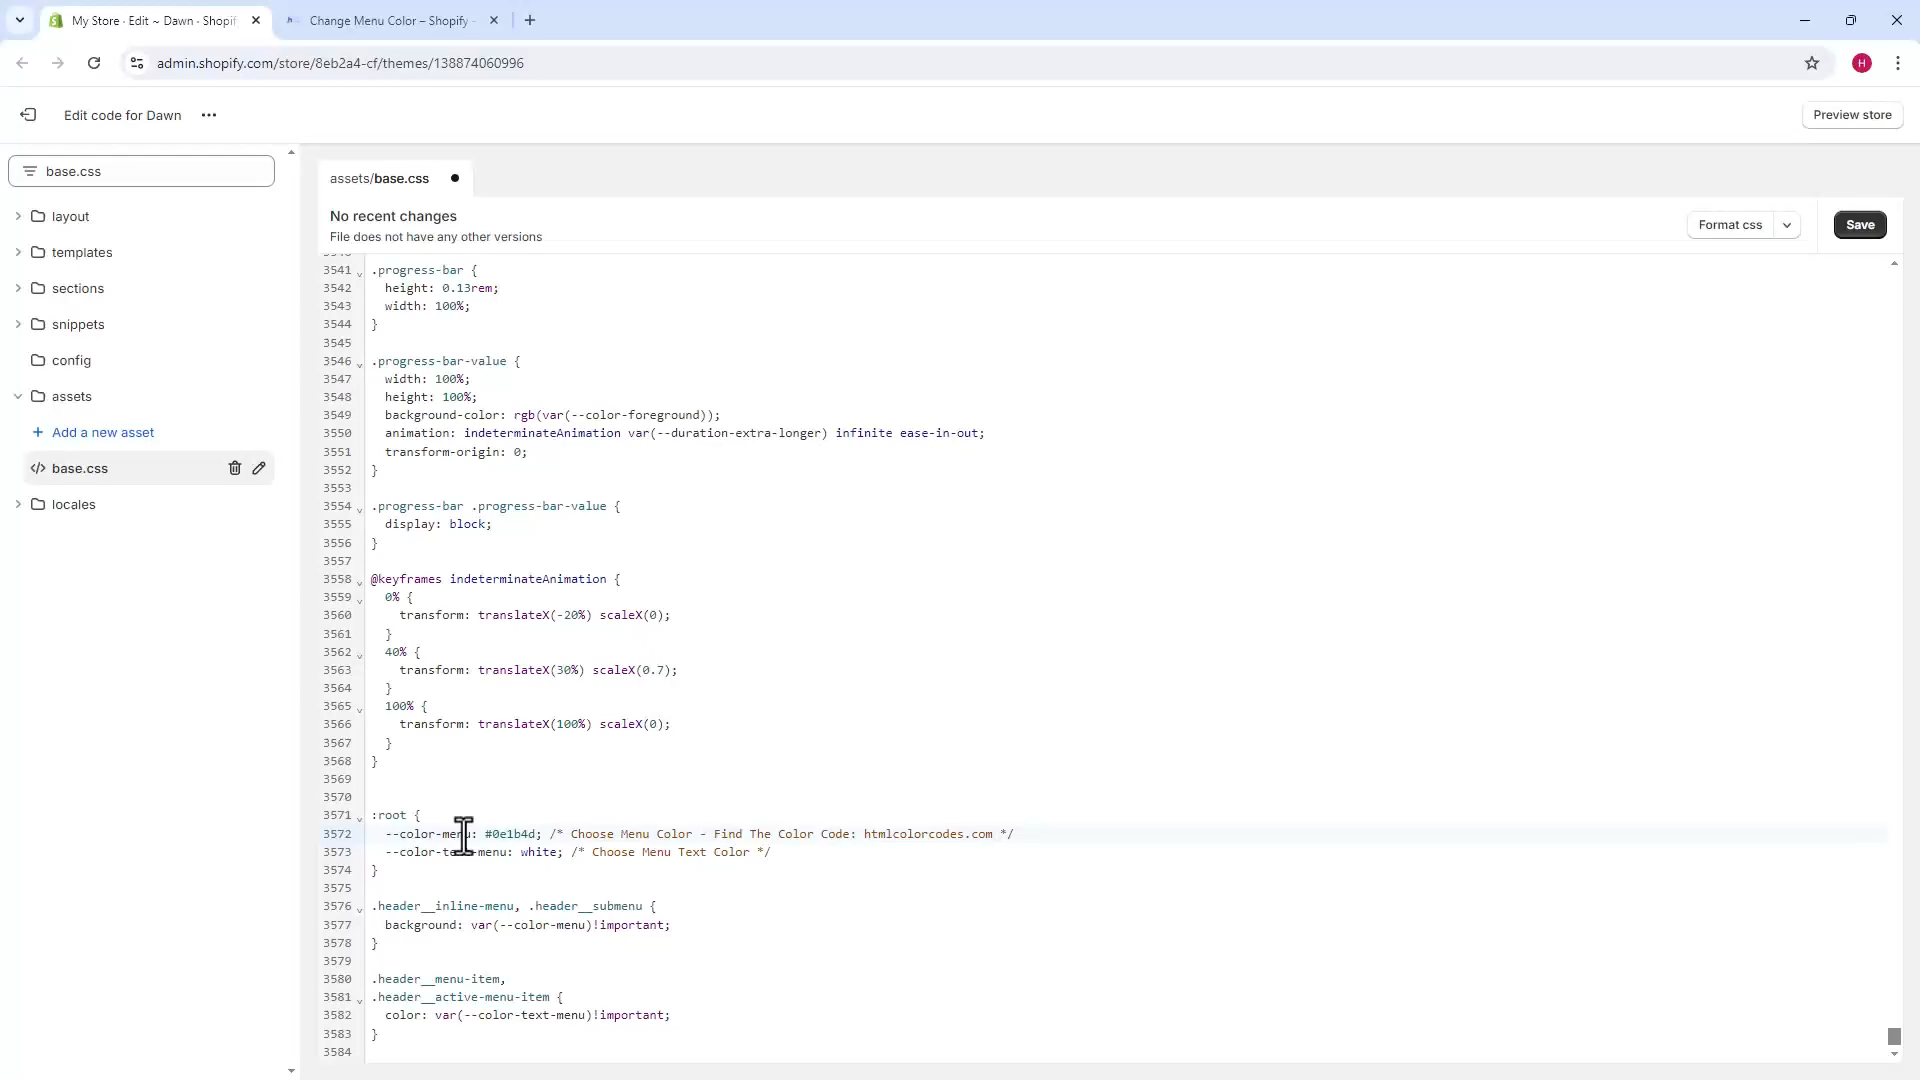 My Store · Edit ~ Dawn · Shopif
Change Menu Color – Shopify -
admin.shopify.com/store/8eb2a4-cf/themes/138874060996
H
Edit code for Dawn
Preview store
base.css
layout
templates
sections
snippets
config
assets
Add a new asset
base.css
locales
assets/base.css
No recent changes
File does not have any other versions
Format css
Save
3541 .progress-bar {
3542 height: 0.13rem;
3543 width: 100%;
3544 }
3545
3546 .progress-bar-value {
3547 width: 100%;
3548 height: 100%;
3549 background-color: rgb(var(--color-foreground));
3550 animation: indeterminateAnimation var(--duration-extra-longer) infinite ease-in-out;
3551 transform-origin: 0;
3552 }
3553
3554 .progress-bar .progress-bar-value {
3555 display: block;
3556 }
3557
3558 @keyframes indeterminateAnimation {
3559 0% {
3560 transform: translateX(-20%) scaleX(0);
3561 }
3562 40% {
3563 transform: translateX(30%) scaleX(0.7);
3564 }
3565 100% {
3566 transform: translateX(100%) scaleX(0);
3567 }
3568 }
3569
3570
3571 :root {
3572 --color-menu: #0e1b4d; /* Choose Menu Color - Find The Color Code: htmlcolorcodes.com */
3573 --color-text-menu: white; /* Choose Menu Text Color */
3574 }
3575
3576 .header__inline-menu, .header__submenu {
3577 background: var(--color-menu)!important;
3578 }
3579
3580 .header__menu-item,
3581 .header__active-menu-item {
3582 color: var(--color-text-menu)!important;
3583 }
3584